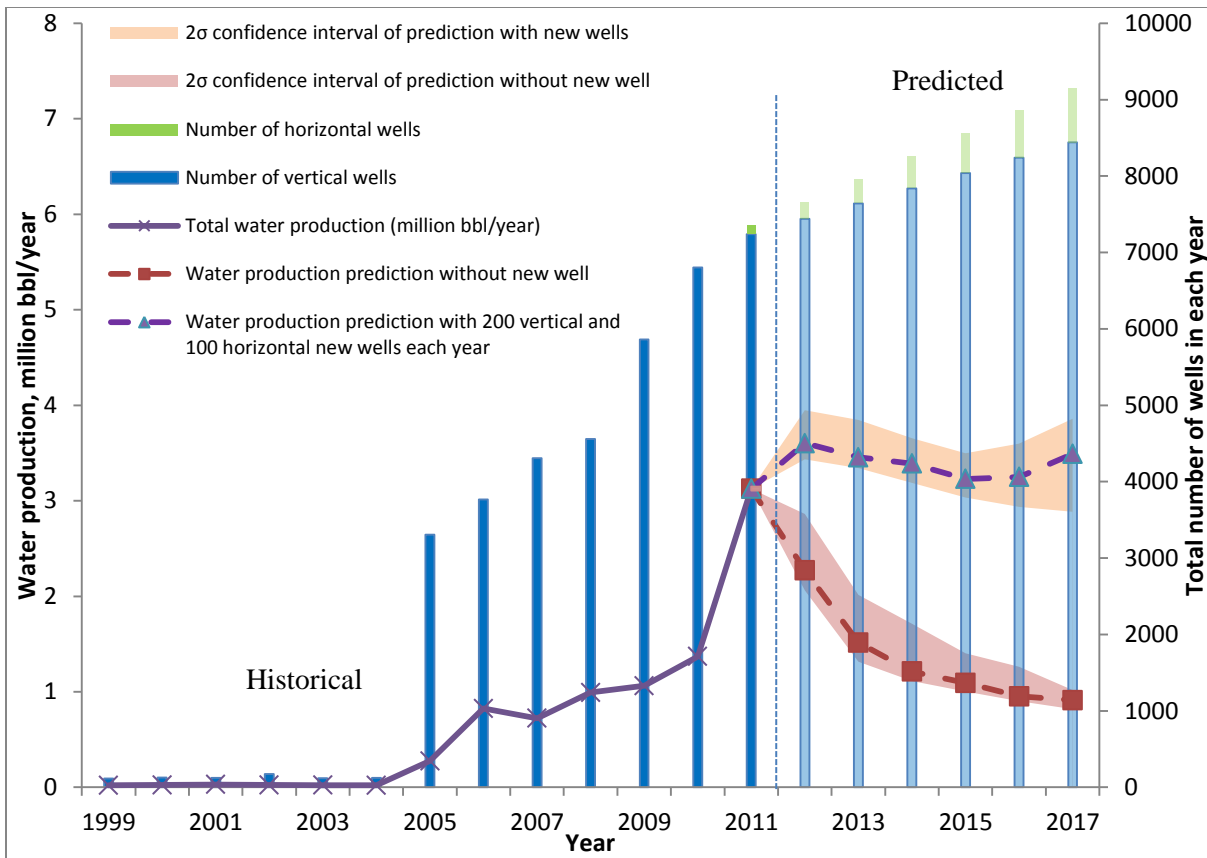 2σ confidence interval of prediction with new wells
2σ confidence interval of prediction without new well
Number of horizontal wells
Number of vertical wells
Total water production (million bbl/year)
Water production prediction without new well
Water production prediction with 200 vertical and
100 horizontal new wells each year
Predicted
Historical
Water production, million bbl/year
8
7
6
5
4
3
2
1
0
Total number of wells in each year
10000
9000
8000
7000
6000
5000
4000
3000
2000
1000
0
1999 2001 2003 2005 2007 2009 2011 2013 2015 2017
Year